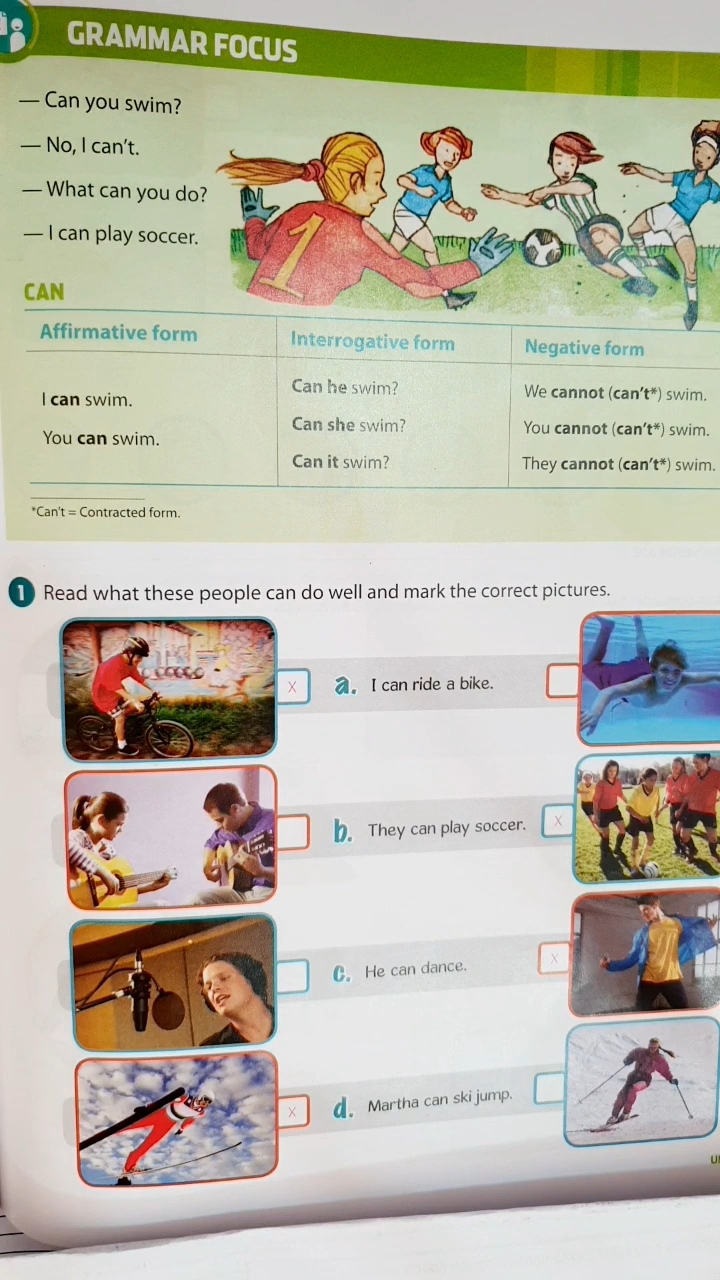 GRAMMAR FOCUS
— Can you swim?
— No, I can't.
— What can you do?
— I can play soccer.
1
CAN
Affirmative form
I can swim.
You can swim.
Interrogative form
Can he swim?
Can she swim?
Can it swim?
Negative form
We cannot (can't*) swim.
You cannot (can't*) swim.
They cannot (can't*) swim.
*Can't = Contracted form.
1 Read what these people can do well and mark the correct pictures.
X a. I can ride a bike.
b. They can play soccer. X
c. He can dance. X
X d. Martha can ski jump.